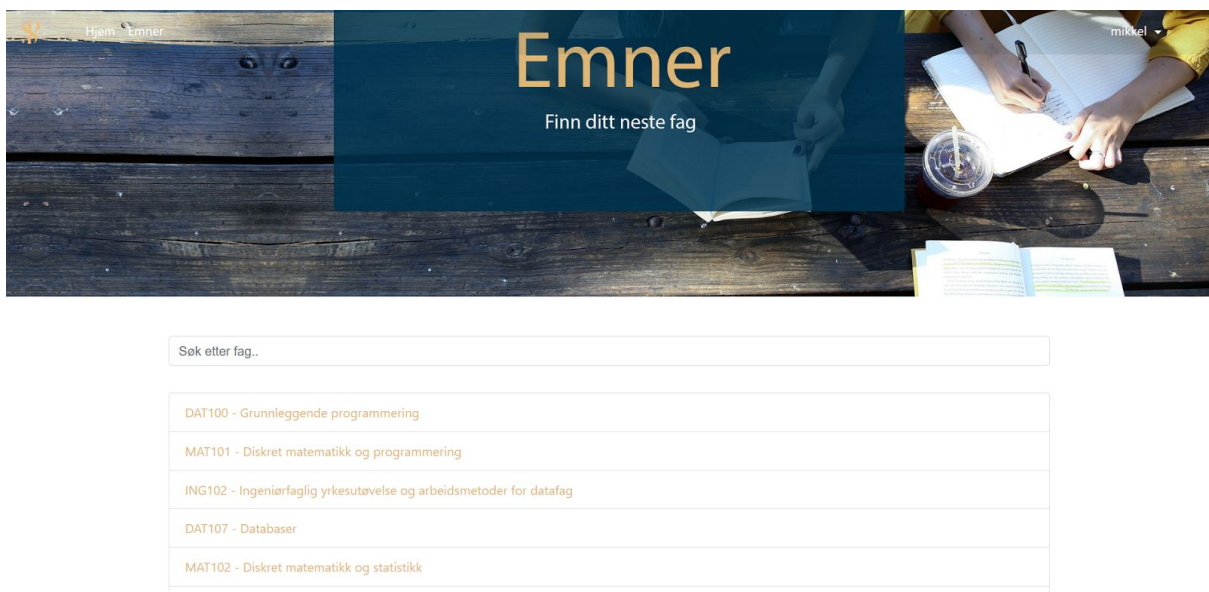 Hjem Emner
mikkel
Emner
Finn ditt neste fag
Søk etter fag..
DAT100 - Grunnleggende programmering
MAT101 - Diskret matematikk og programmering
ING102 - Ingeniørfaglig yrkesutøvelse og arbeidsmetoder for datafag
DAT107 - Databaser
MAT102 - Diskret matematikk og statistikk